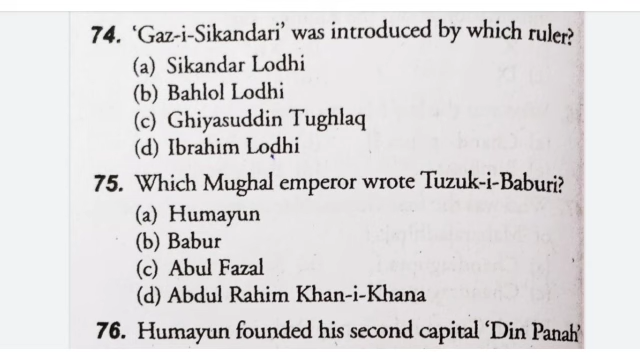 74. 'Gaz-i-Sikandari' was introduced by which ruler?
(a) Sikandar Lodhi
(b) Bahlol Lodhi
(c) Ghiyasuddin Tughlaq
(d) Ibrahim Lodhi
75. Which Mughal emperor wrote Tuzuk-i-Baburi?
(a) Humayun
(b) Babur
(c) Abul Fazal
(d) Abdul Rahim Khan-i-Khana
76. Humayun founded his second capital 'Din Panah'